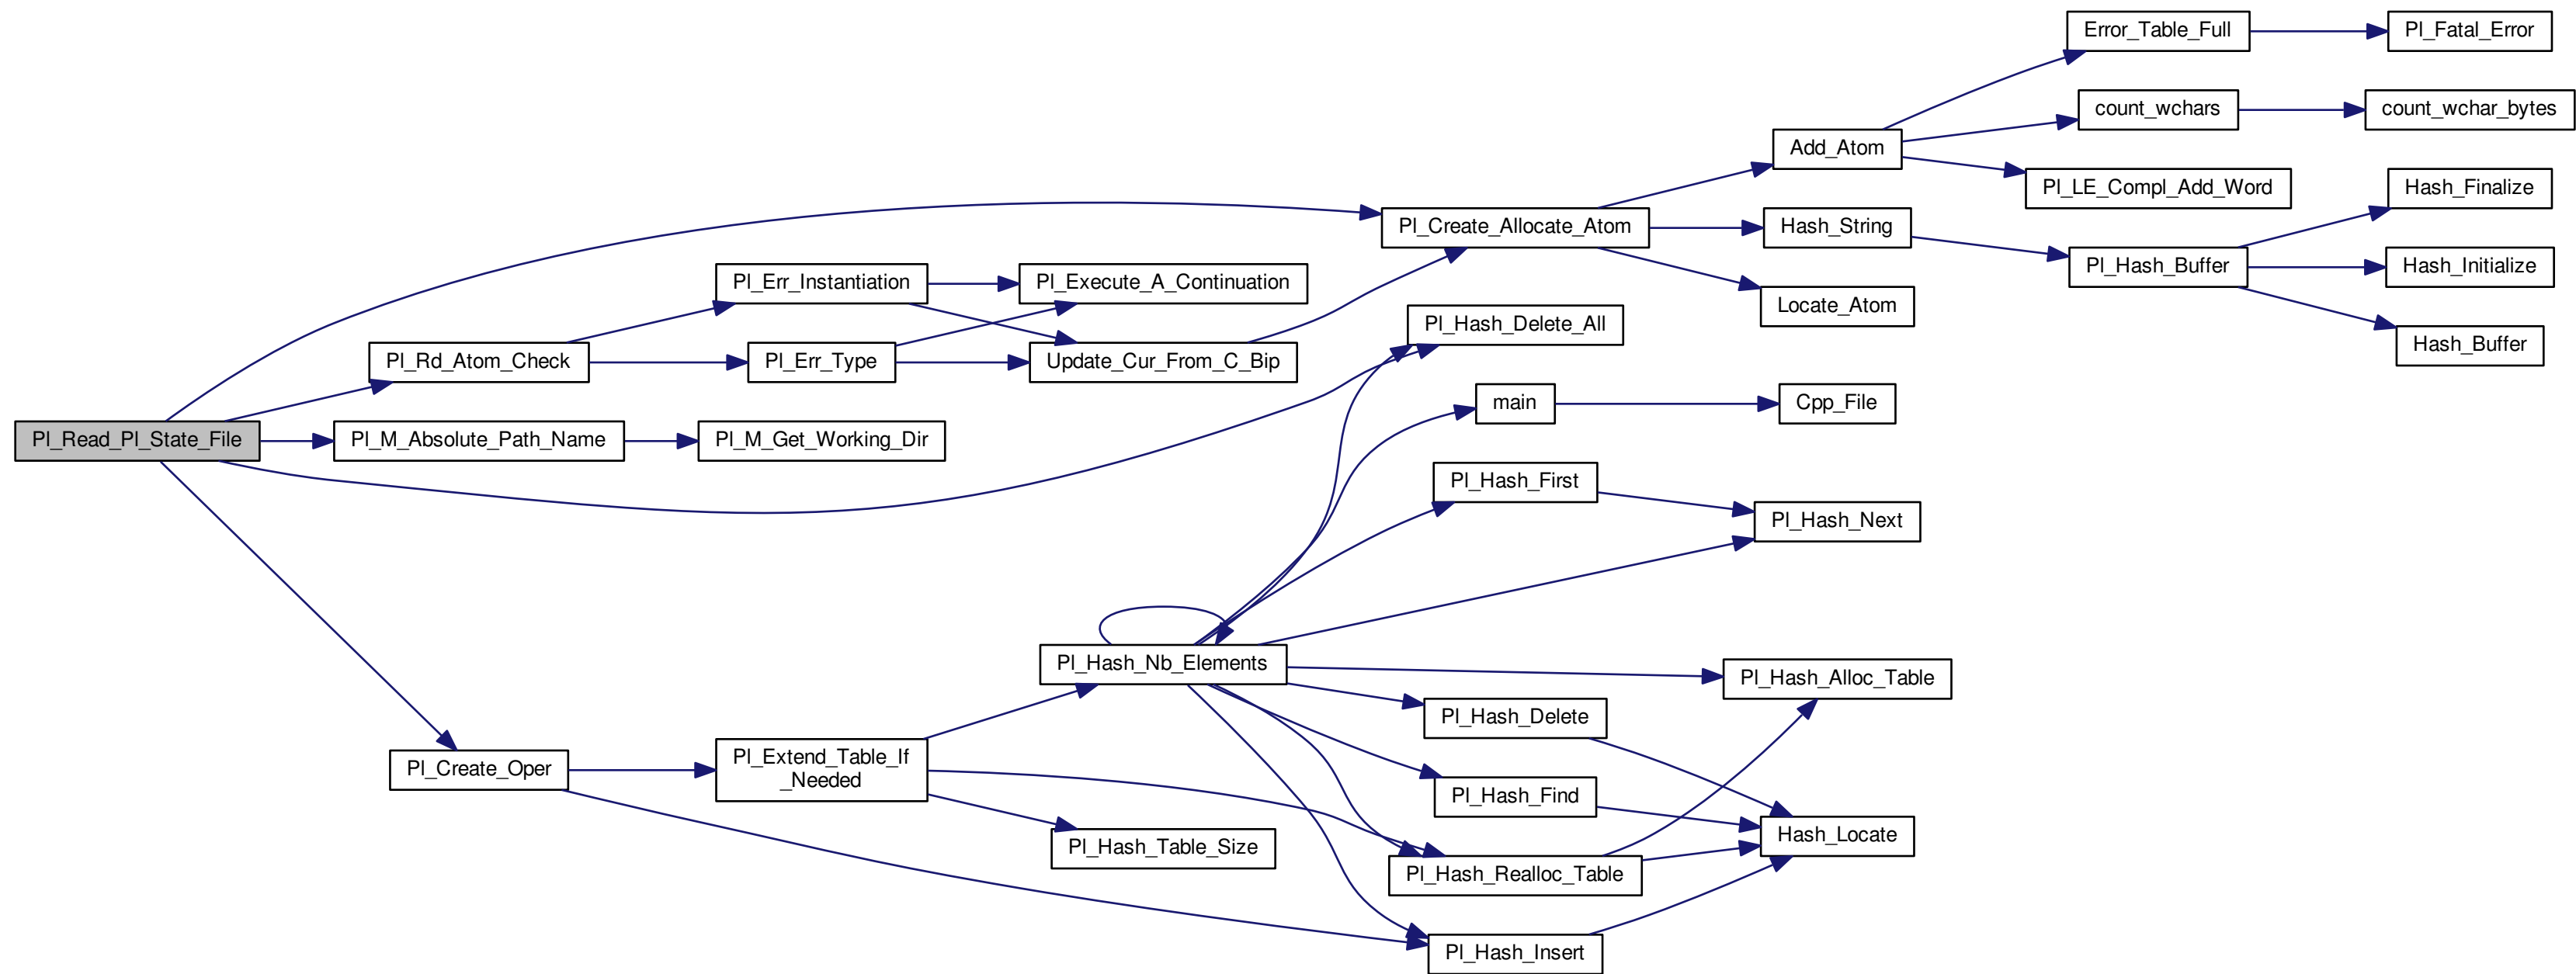 Error_Table_Full
Pl_Fatal_Error
count_wchars
count_wchar_bytes
Add_Atom
Pl_LE_Compl_Add_Word
Hash_Finalize
Pl_Create_Allocate_Atom
Hash_String
Pl_Hash_Buffer
Hash_Initialize
Pl_Err_Instantiation
Pl_Execute_A_Continuation
Locate_Atom
Pl_Hash_Delete_All
Hash_Buffer
Pl_Rd_Atom_Check
Pl_Err_Type
Update_Cur_From_C_Bip
main
Cpp_File
Pl_Read_Pl_State_File
Pl_M_Absolute_Path_Name
Pl_M_Get_Working_Dir
Pl_Hash_First
Pl_Hash_Next
Pl_Hash_Nb_Elements
Pl_Hash_Alloc_Table
Pl_Hash_Delete
Pl_Create_Oper
Pl_Extend_Table_If
_Needed
Pl_Hash_Find
Hash_Locate
Pl_Hash_Table_Size
Pl_Hash_Realloc_Table
Pl_Hash_Insert